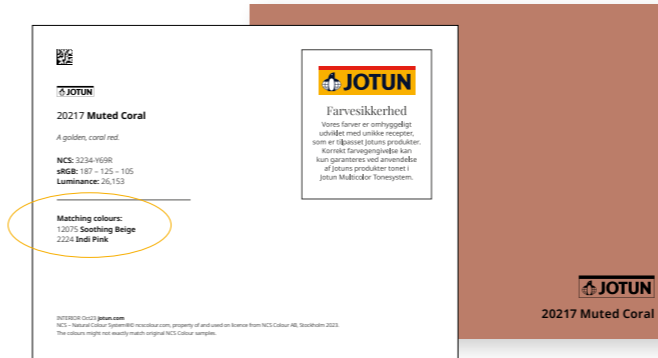 JOTUN
20217 Muted Coral
A golden, coral red.
NCS: 3234-Y69R
sRGB: 187 – 125 – 105
Luminance: 26,153
Matching colours:
12075 Soothing Beige
2224 Indi Pink
JOTUN
Farvesikkerhed
Vores farver er omhyggeligt
udviklet med unikke recepter,
som er tilpasset Jotuns produkter.
Korrekt farvegengivelse kan
kun garanteres ved anvendelse
af Jotuns produkter tonet i
Jotun Multicolor Tonesystem.
INTERIOR Oct23 jotun.com
NCS – Natural Colour System®© ncscolour.com, property of and used on licence from NCS Colour AB, Stockholm 2023.
The colours might not exactly match original NCS Colour samples.
JOTUN
20217 Muted Coral